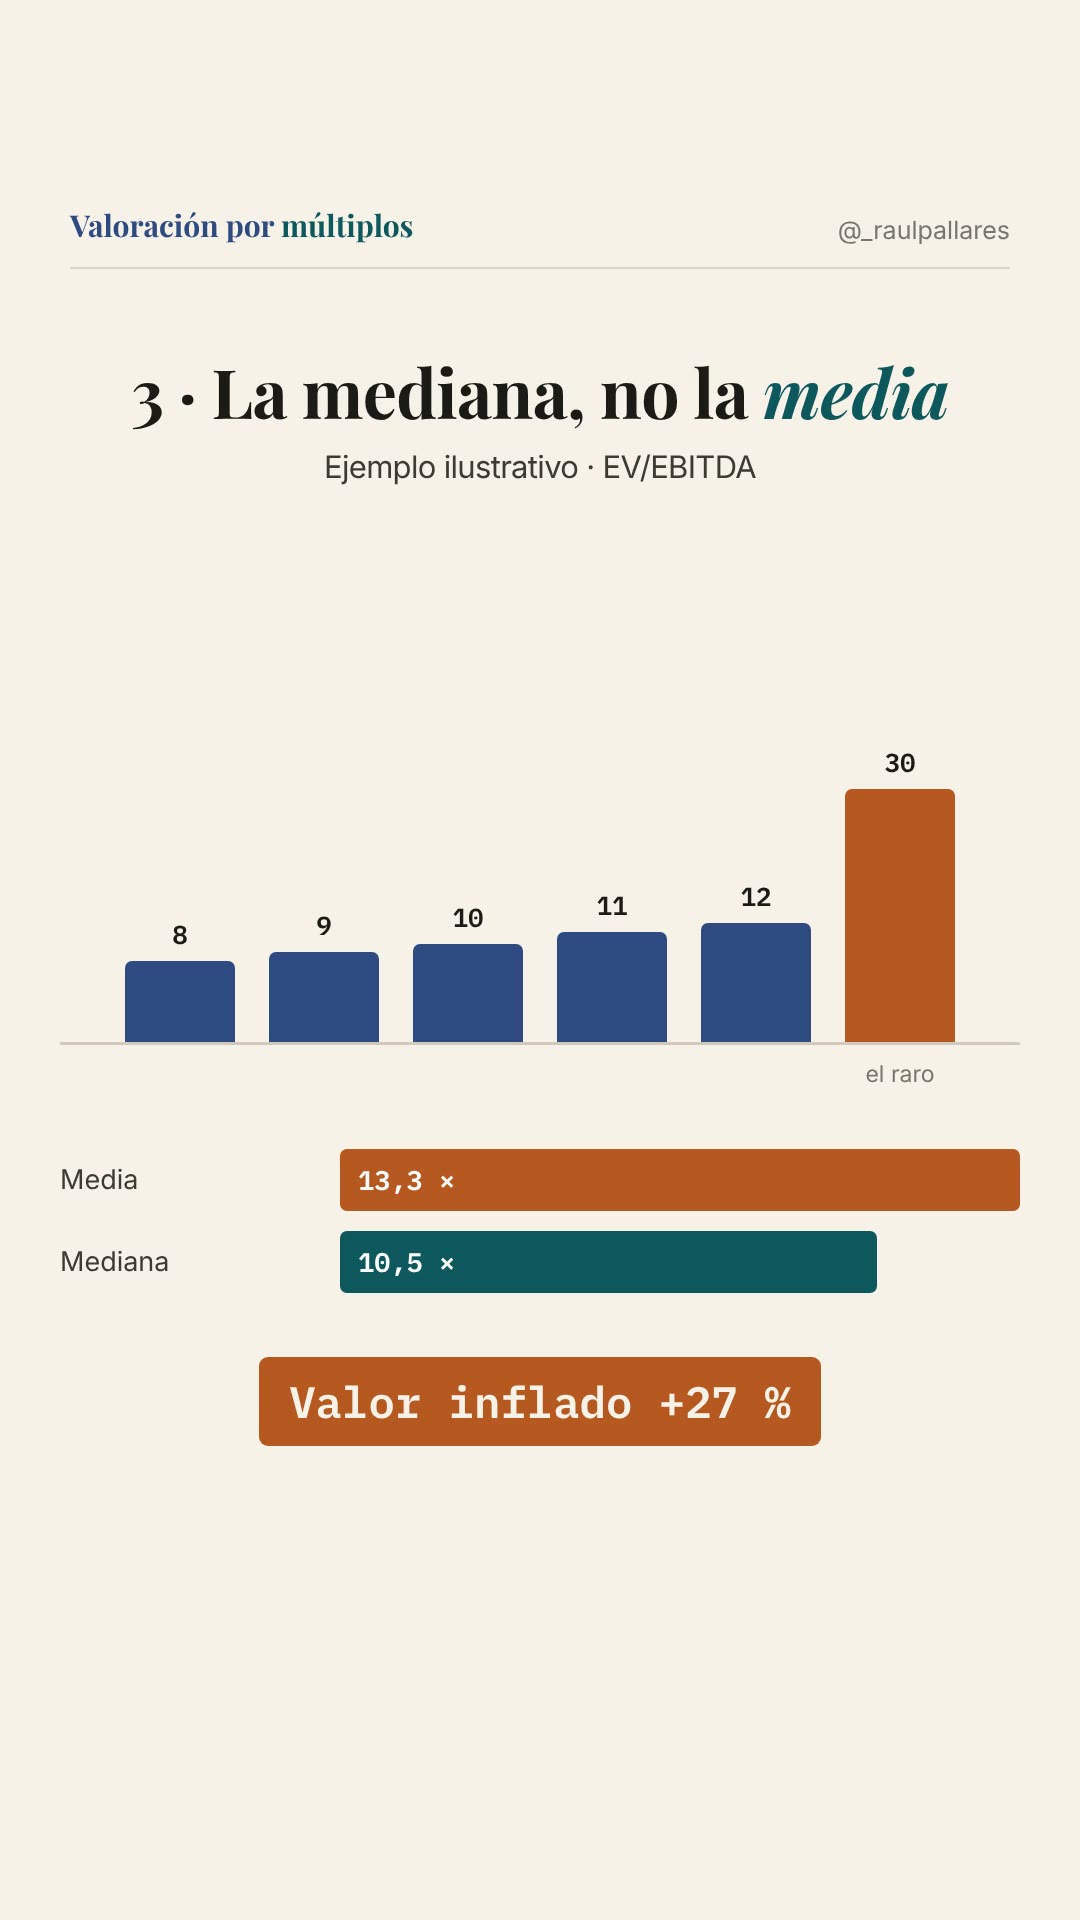 Valoración por múltiplos
@_raulpallares
3 · La mediana, no la media
Ejemplo ilustrativo · EV/EBITDA
8
9
10
11
12
30
el raro
Media
13,3 ×
Mediana
10,5 ×
Valor inflado +27 %